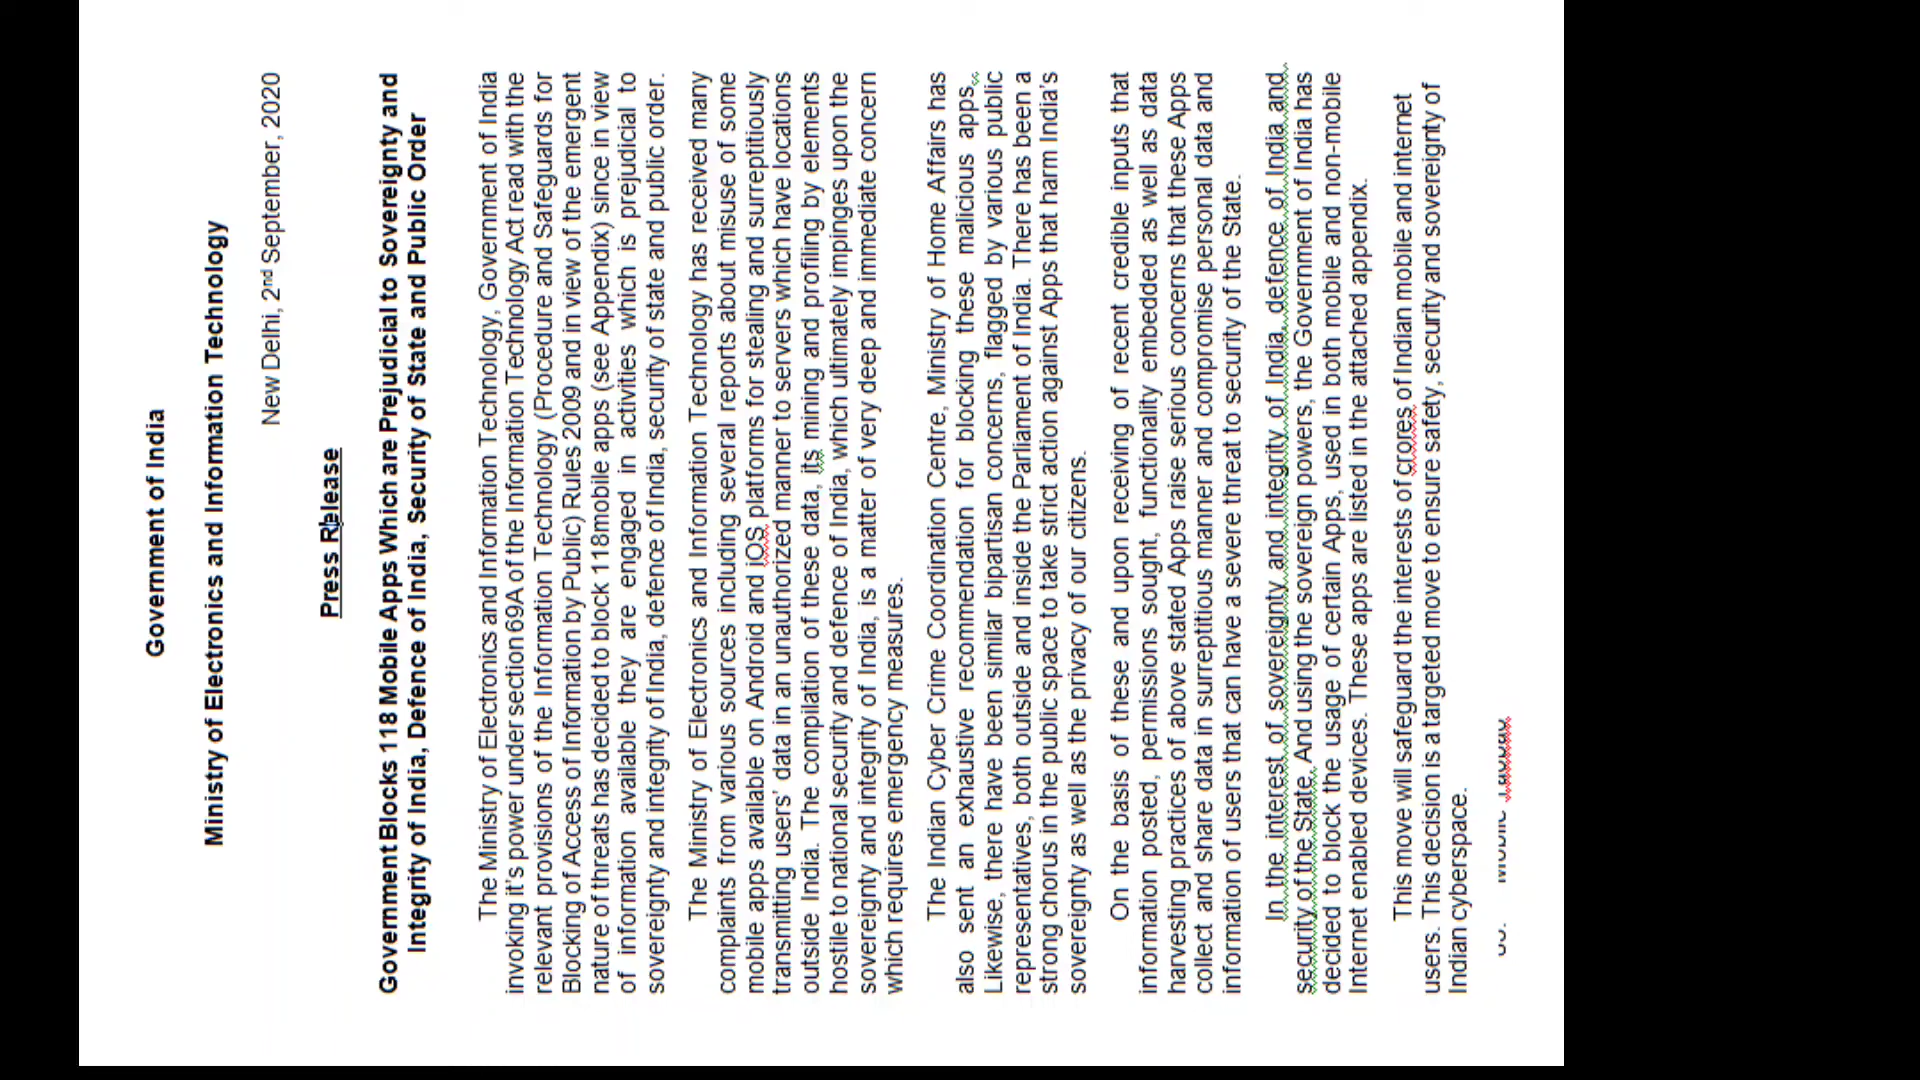 Government of India
Ministry of Electronics and Information Technology
New Delhi, 2nd September, 2020
Press Release
Government Blocks 118 Mobile Apps Which are Prejudicial to Sovereignty and
Integrity of India, Defence of India, Security of State and Public Order
The Ministry of Electronics and Information Technology, Government of India
invoking it's power under section 69A of the Information Technology Act read with the
relevant provisions of the Information Technology (Procedure and Safeguards for
Blocking of Access of Information by Public) Rules 2009 and in view of the emergent
nature of threats has decided to block 118mobile apps (see Appendix) since in view
of information available they are engaged in activities which is prejudicial to
sovereignty and integrity of India, defence of India, security of state and public order.
The Ministry of Electronics and Information Technology has received many
complaints from various sources including several reports about misuse of some
mobile apps available on Android and iOS platforms for stealing and surreptitiously
transmitting users' data in an unauthorized manner to servers which have locations
outside India. The compilation of these data, its mining and profiling by elements
hostile to national security and defence of India, which ultimately impinges upon the
sovereignty and integrity of India, is a matter of very deep and immediate concern
which requires emergency measures.
The Indian Cyber Crime Coordination Centre, Ministry of Home Affairs has
also sent an exhaustive recommendation for blocking these malicious apps.
Likewise, there have been similar bipartisan concerns, flagged by various public
representatives, both outside and inside the Parliament of India. There has been a
strong chorus in the public space to take strict action against Apps that harm India's
sovereignty as well as the privacy of our citizens.
On the basis of these and upon receiving of recent credible inputs that
information posted, permissions sought, functionality embedded as well as data
harvesting practices of above stated Apps raise serious concerns that these Apps
collect and share data in surreptitious manner and compromise personal data and
information of users that can have a severe threat to security of the State.
In the interest of sovereignty and integrity of India, defence of India and
security of the State. And using the sovereign powers, the Government of India has
decided to block the usage of certain Apps, used in both mobile and non-mobile
Internet enabled devices. These apps are listed in the attached appendix.
This move will safeguard the interests of crores of Indian mobile and internet
users. This decision is a targeted move to ensure safety, security and sovereignty of
Indian cyberspace.